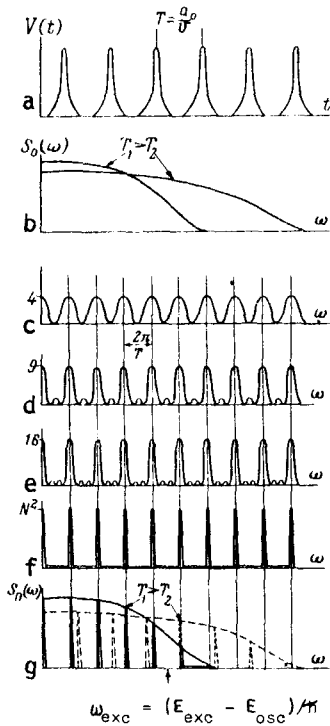 V(t)
T = a₀/v
a
t
S₀(ω)
T₁ > T₂
b
ω
4
c
ω
9
2π/T
d
ω
16
e
ω
N²
f
ω
Sₙ(ω)
T₁ > T₂
g
ω
ω_exc = (E_exc - E_osc)/ħ